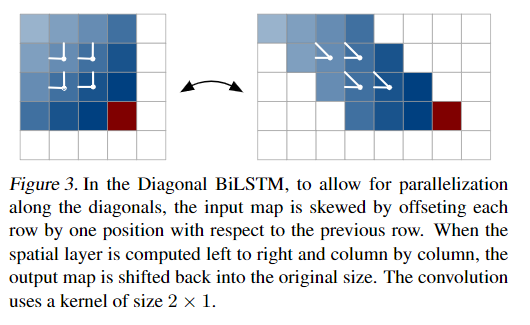 Figure 3. In the Diagonal BiLSTM, to allow for parallelization
along the diagonals, the input map is skewed by offseting each
row by one position with respect to the previous row. When the
spatial layer is computed left to right and column by column, the
output map is shifted back into the original size. The convolution
uses a kernel of size 2 × 1.